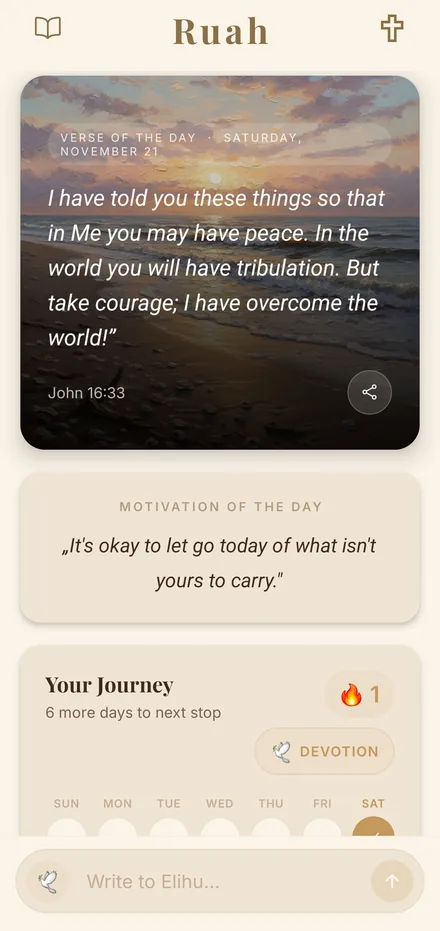 Ruah
VERSE OF THE DAY · SATURDAY,
NOVEMBER 21
I have told you these things so that
in Me you may have peace. In the
world you will have tribulation. But
take courage; I have overcome the
world!”
John 16:33
MOTIVATION OF THE DAY
„It's okay to let go today of what isn't
yours to carry."
Your Journey
🔥 1
6 more days to next stop
DEVOTION
SUN MON TUE WED THU FRI SAT
Write to Elihu...